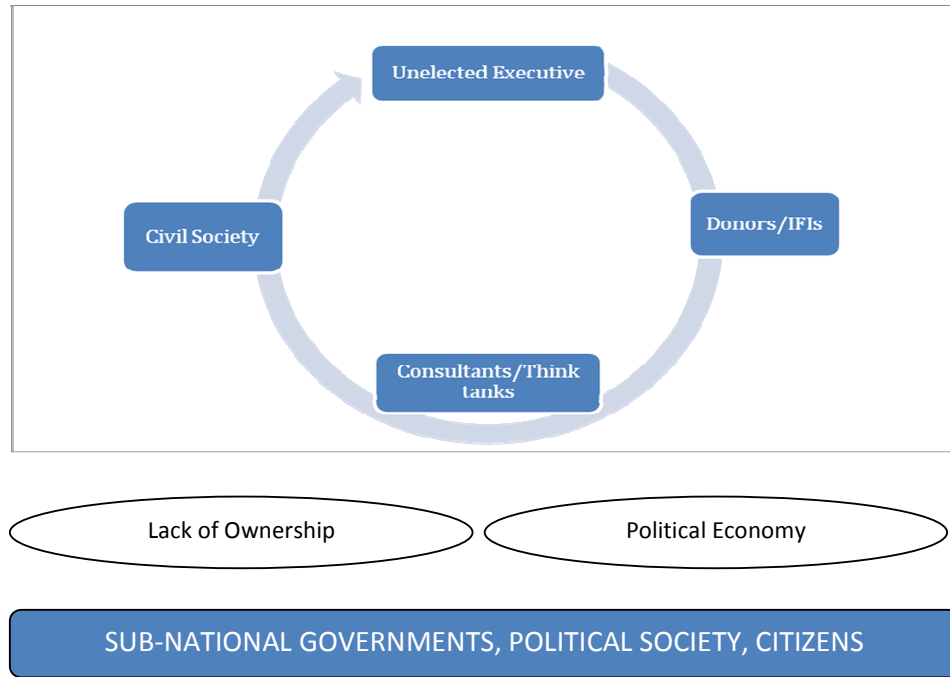 Unelected Executive
Civil Society
Donors/IFIs
Consultants/Think
tanks
Lack of Ownership
Political Economy
SUB-NATIONAL GOVERNMENTS, POLITICAL SOCIETY, CITIZENS